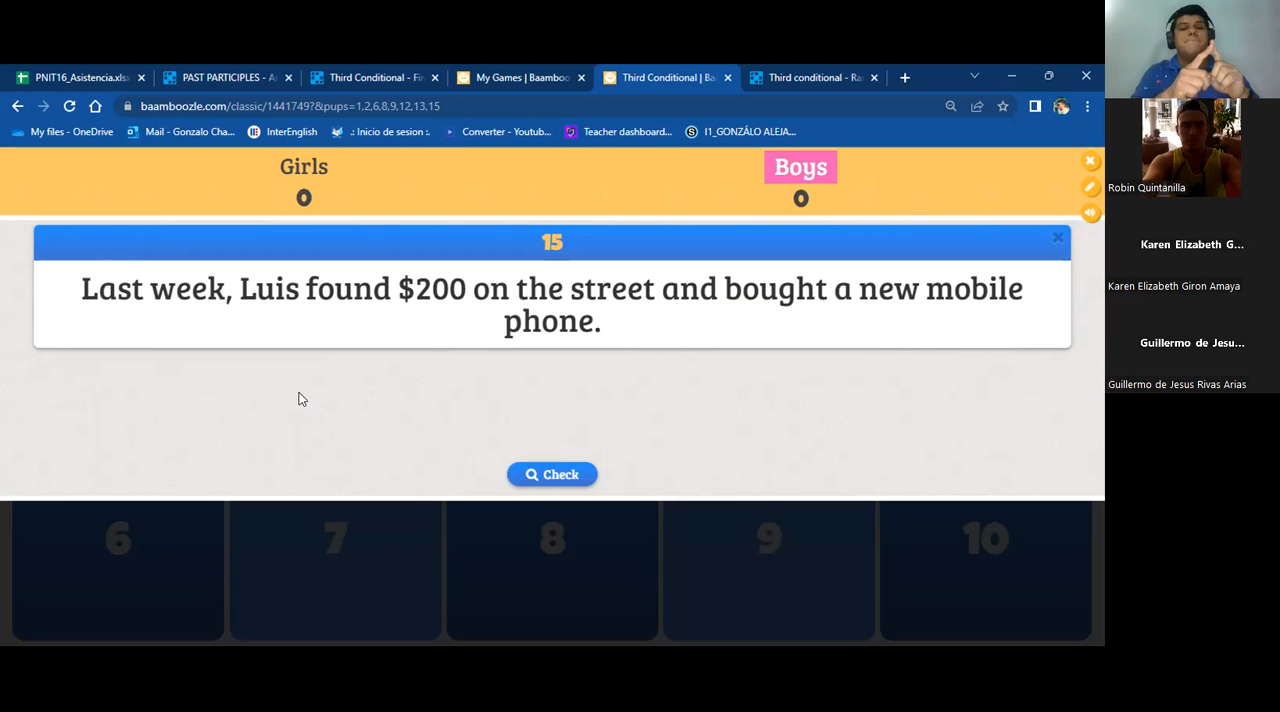 PNIT16_Asistencia.xlsx
PAST PARTICIPLES - A
Third Conditional - Fi
My Games | Baamboo
Third Conditional | Ba
Third conditional - Ra
baamboozle.com/classic/1441749?&pups=1,2,6,8,9,12,13,15
My files - OneDrive
Mail - Gonzalo Cha...
InterEnglish
.: Inicio de sesion :.
Converter - Youtub...
Teacher dashboard...
I1_GONZÁLO ALEJA...
Girls
0
Boys
0
15
Last week, Luis found $200 on the street and bought a new mobile
phone.
Check
6
7
8
9
10
Robin Quintanilla
Karen Elizabeth G...
Karen Elizabeth Giron Amaya
Guillermo de Jesu...
Guillermo de Jesus Rivas Arias